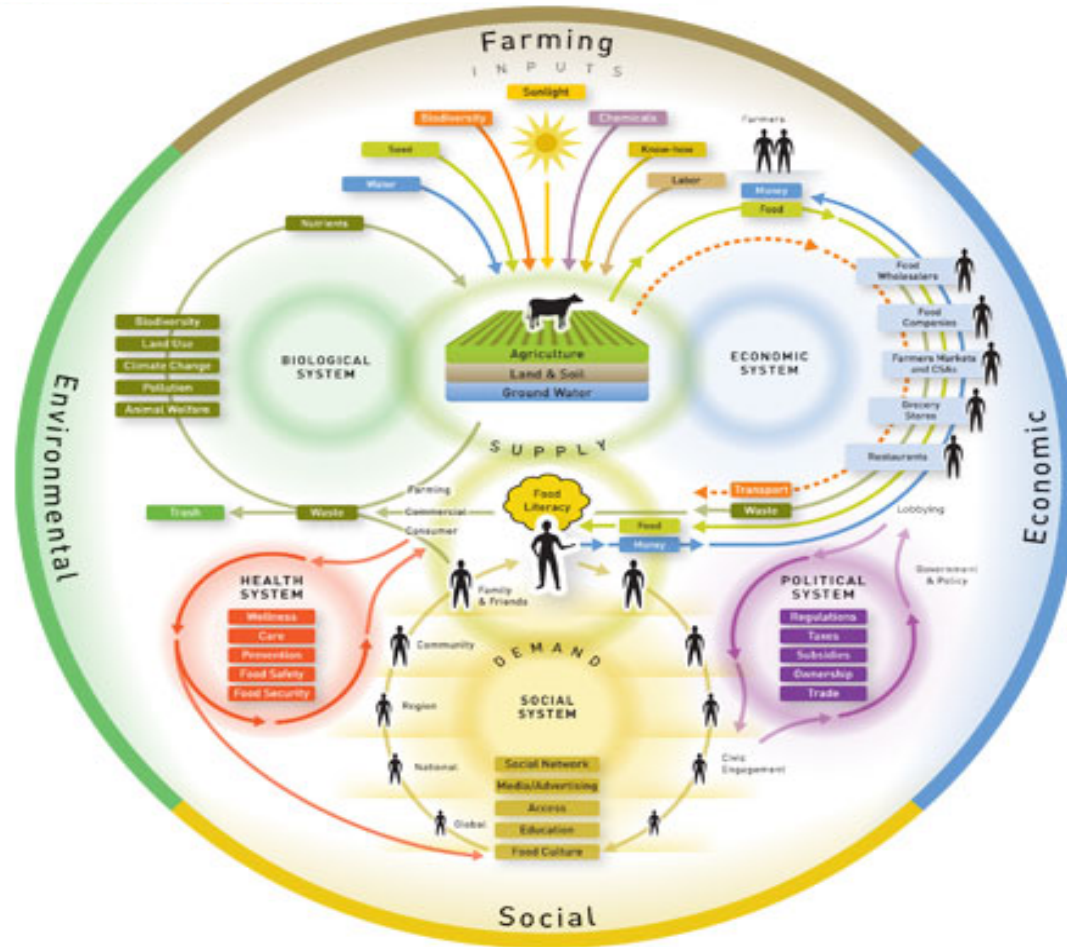 Farming
INPUTS
Sunlight
Biodiversity
Chemicals
Seed
Know-how
Water
Labor
Farmers
Money
Food
Nutrients
Food
Wholesalers
Food
Companies
Farmers Markets
and CSAs
Grocery
Stores
Restaurants
Biodiversity
Land Use
Climate Change
Pollution
Animal Welfare
BIOLOGICAL
SYSTEM
Agriculture
Land & Soil
Ground Water
ECONOMIC
SYSTEM
Environmental
Economic
SUPPLY
Farming
Commercial
Consumer
Trash
Waste
Food
Literacy
Transport
Waste
Food
Money
Lobbying
Government
& Policy
HEALTH
SYSTEM
Wellness
Care
Prevention
Food Safety
Food Security
Family
& Friends
Community
Region
National
Global
DEMAND
SOCIAL
SYSTEM
Social Network
Media/Advertising
Access
Education
Food Culture
POLITICAL
SYSTEM
Regulations
Taxes
Subsidies
Ownership
Trade
Civic
Engagement
Social